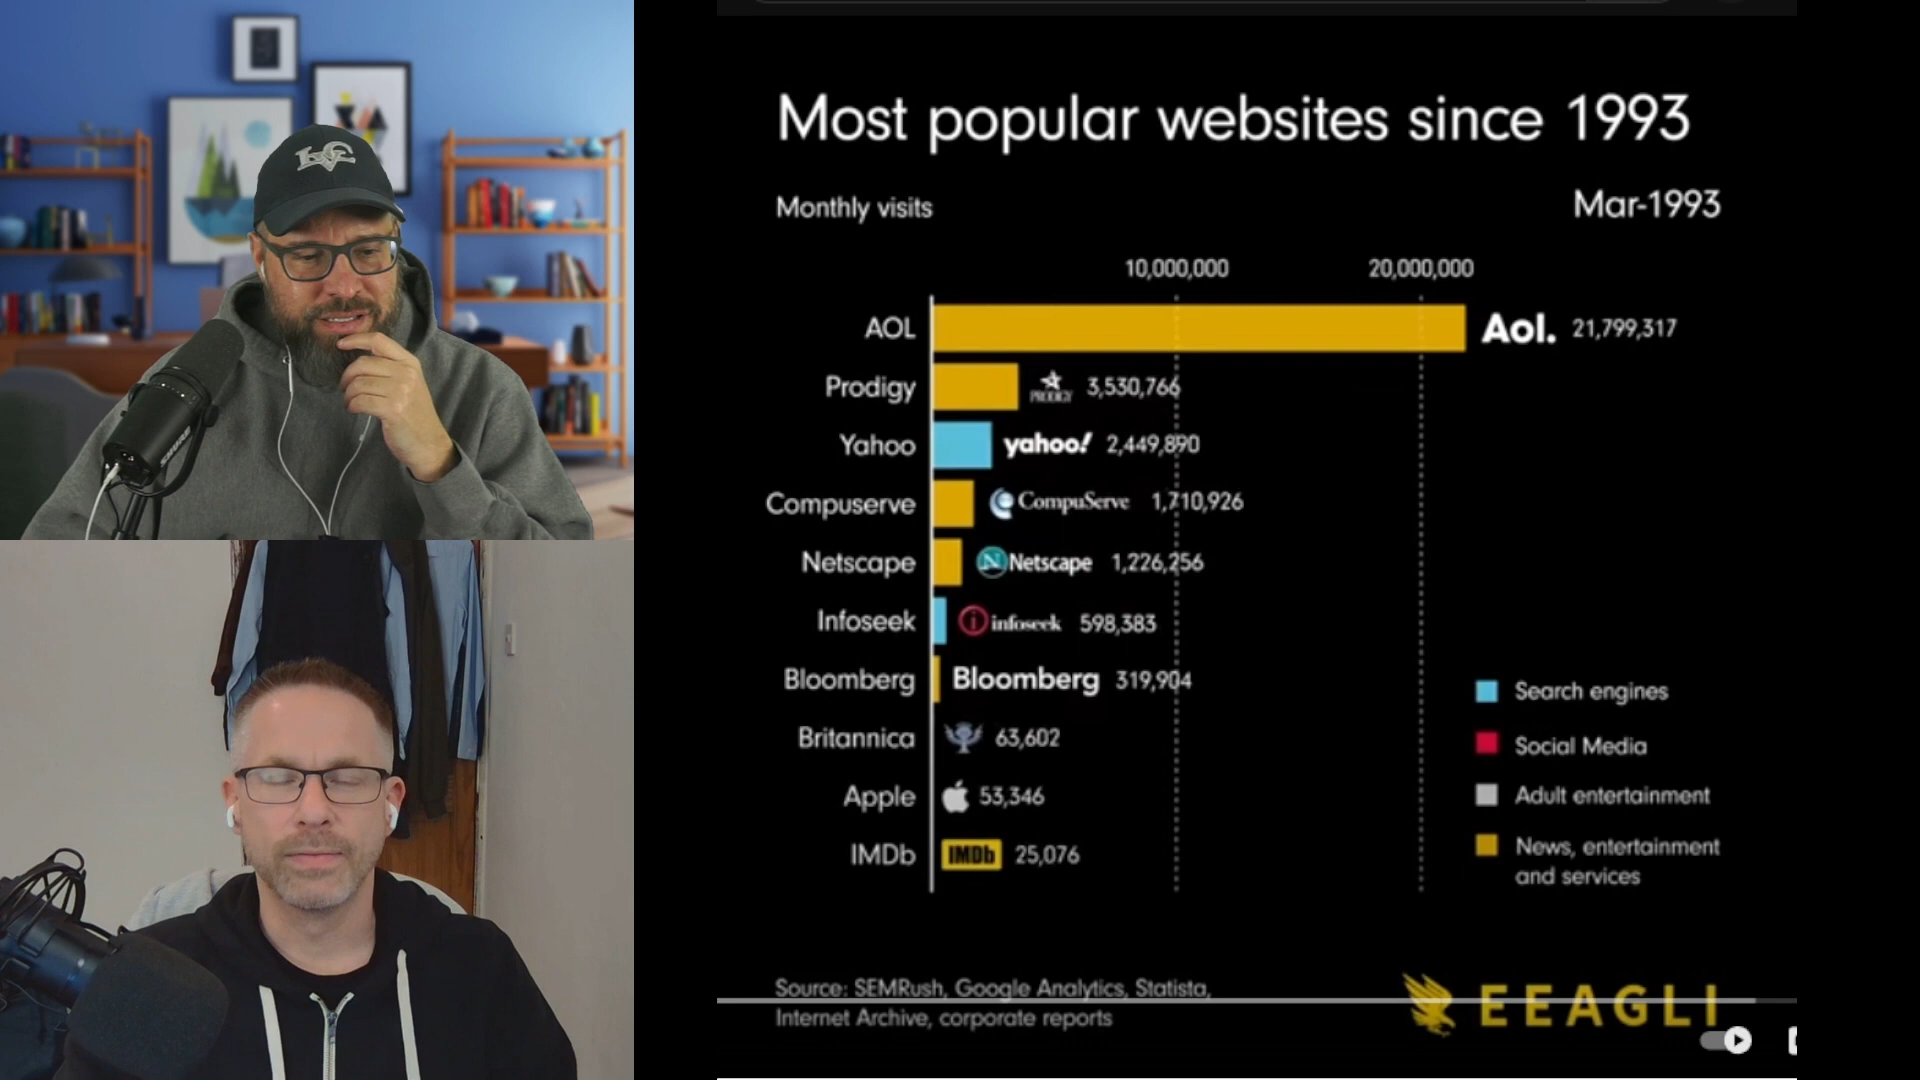 Most popular websites since 1993
Monthly visits
Mar-1993
10,000,000 20,000,000
AOL Aol. 21,799,317
Prodigy PRODIGY 3,530,766
Yahoo yahoo! 2,449,890
Compuserve CompuServe 1,710,926
Netscape N Netscape 1,226,256
Infoseek i infoseek 598,383
Bloomberg Bloomberg 319,904
Britannica 63,602
Apple 53,346
IMDb IMDb 25,076
Search engines
Social Media
Adult entertainment
News, entertainment
and services
Source: SEMRush, Google Analytics, Statista,
Internet Archive, corporate reports
EEAGLI
SHURE